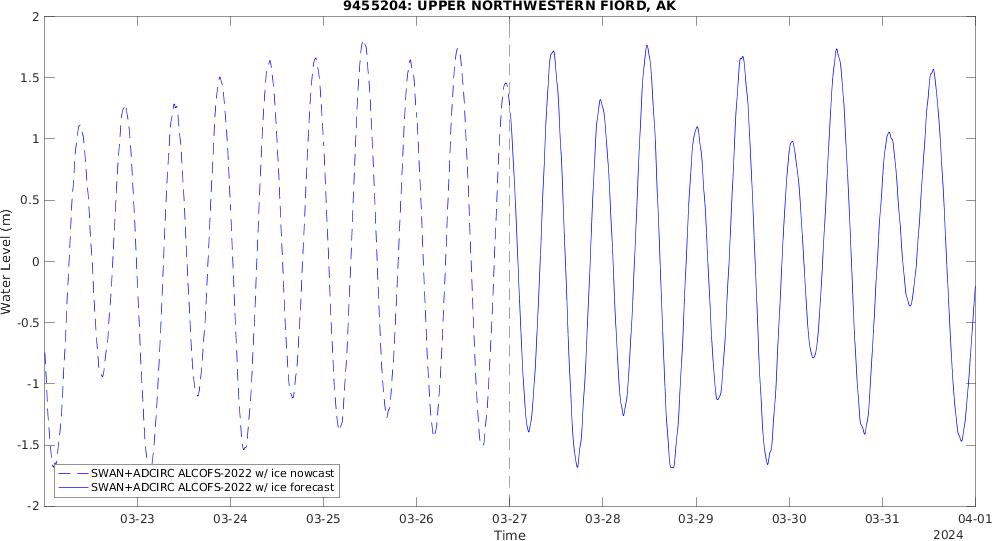 9455204: UPPER NORTHWESTERN FIORD, AK
2
1.5
1
0.5
0
-0.5
-1
-1.5
-2
Water Level (m)
SWAN+ADCIRC ALCOFS-2022 w/ ice nowcast
SWAN+ADCIRC ALCOFS-2022 w/ ice forecast
03-23 03-24 03-25 03-26 03-27 03-28 03-29 03-30 03-31 04-01
Time
2024